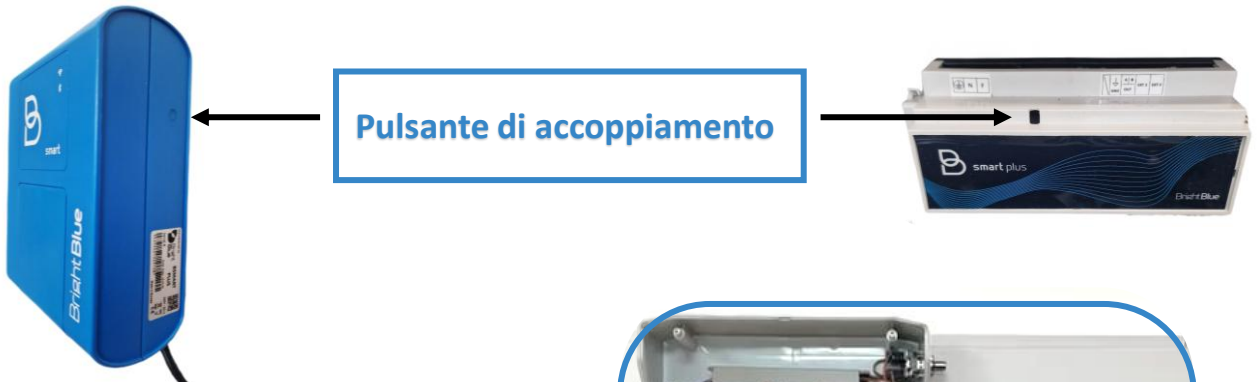 Pulsante di accoppiamento
smart
BrightBlue
smart plus
BrightBlue